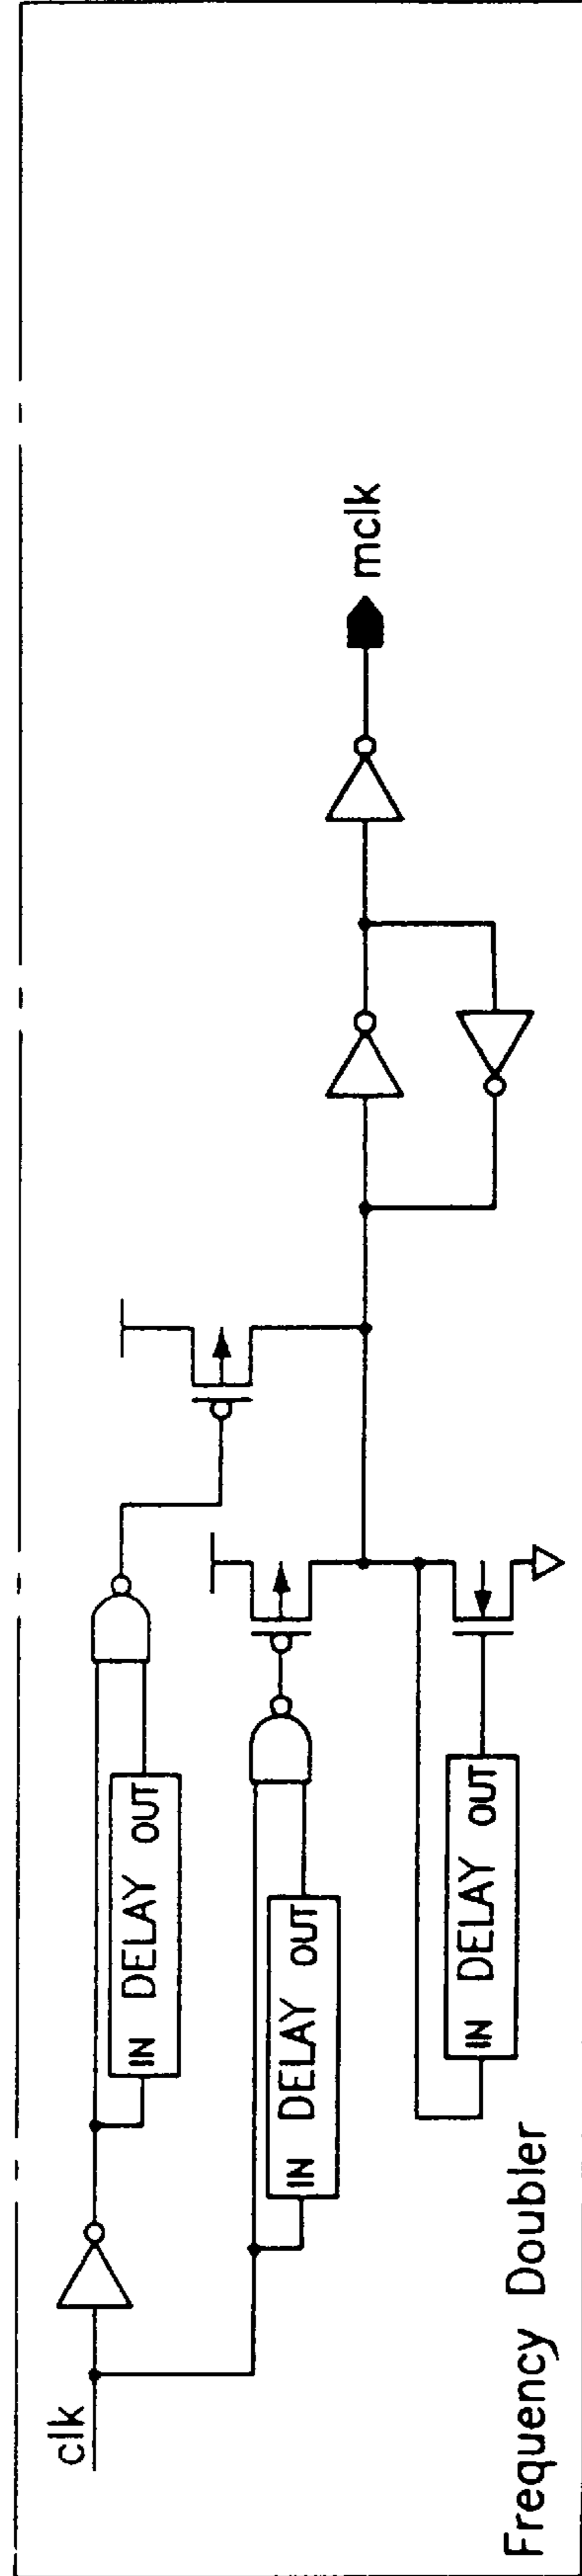 clk
IN DELAY OUT
IN DELAY OUT
IN DELAY OUT
mclk
Frequency Doubler